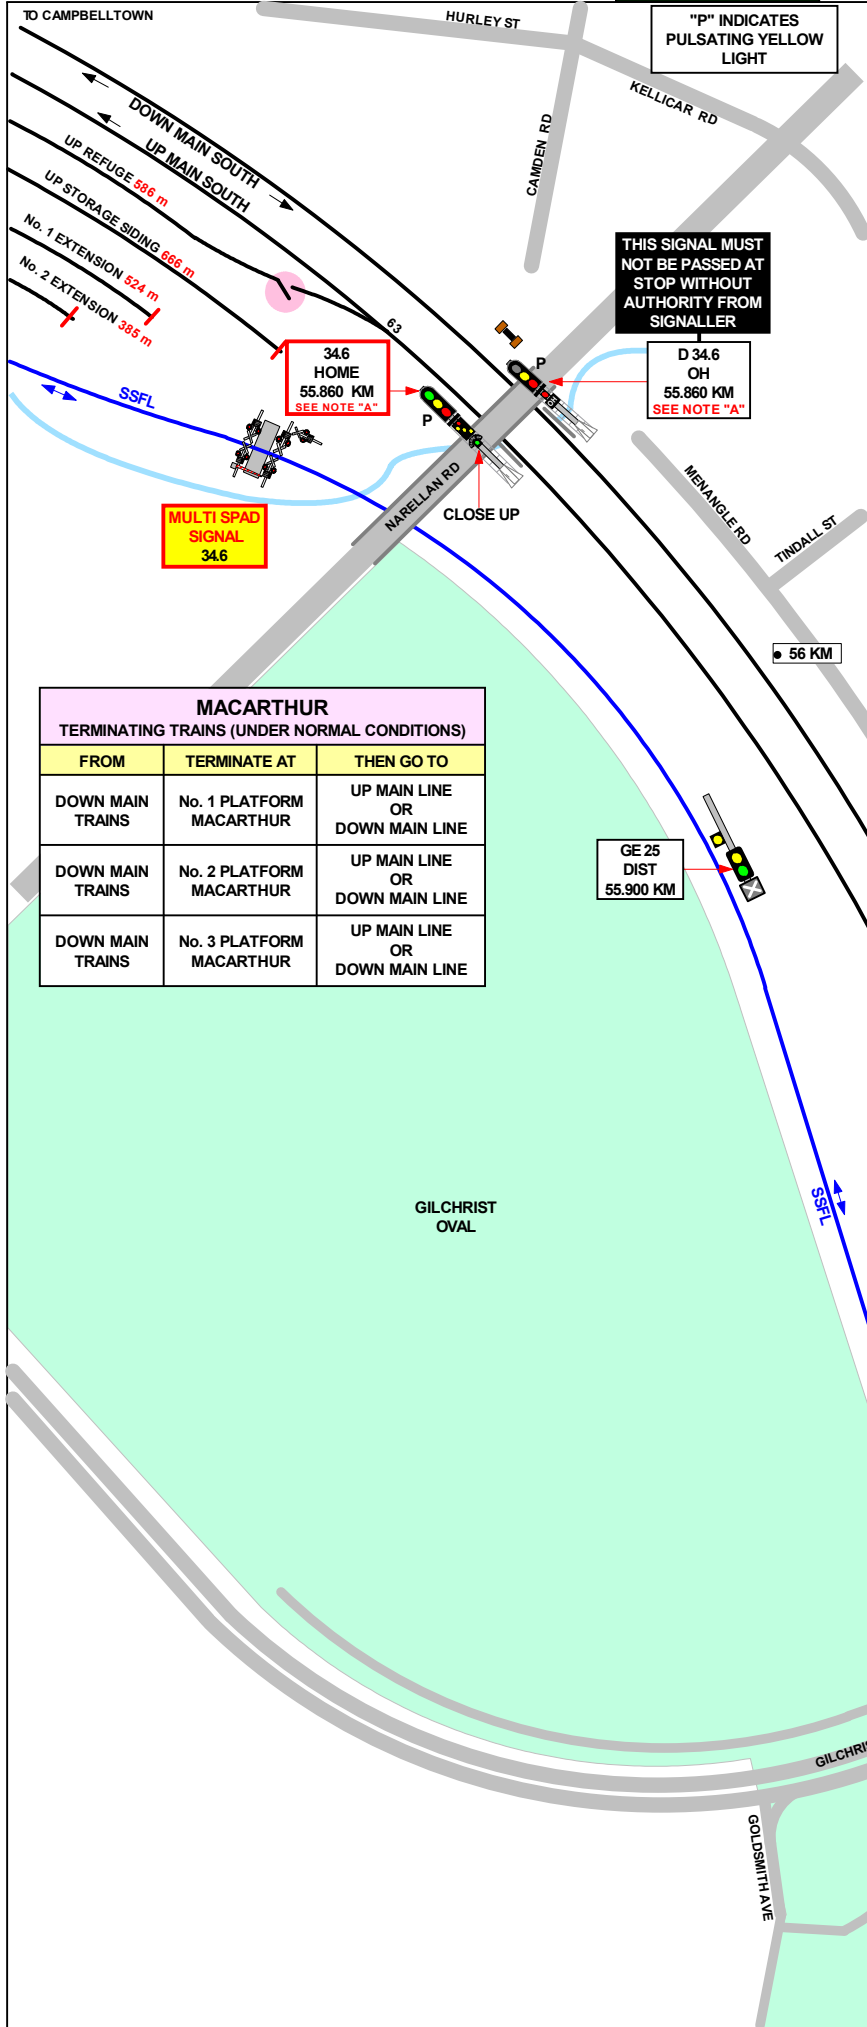 TO CAMPBELLTOWN
HURLEY ST
"P" INDICATES
PULSATING YELLOW
LIGHT
KELLICAR RD
CAMDEN RD
DOWN MAIN SOUTH
UP MAIN SOUTH
UP REFUGE 586 m
UP STORAGE SIDING 666 m
No. 1 EXTENSION 524 m
No. 2 EXTENSION 385 m
63
THIS SIGNAL MUST
NOT BE PASSED AT
STOP WITHOUT
AUTHORITY FROM
SIGNALLER
34.6
HOME
55.860 KM
SEE NOTE "A"
P
D 34.6
OH
55.860 KM
SEE NOTE "A"
P
SSFL
NARELLAN RD
CLOSE UP
MENANGLE RD
TINDALL ST
MULTI SPAD
SIGNAL
34.6
56 KM
MACARTHUR
TERMINATING TRAINS (UNDER NORMAL CONDITIONS)
FROM TERMINATE AT THEN GO TO
DOWN MAIN
TRAINS
No. 1 PLATFORM
MACARTHUR
UP MAIN LINE
OR
DOWN MAIN LINE
DOWN MAIN
TRAINS
No. 2 PLATFORM
MACARTHUR
UP MAIN LINE
OR
DOWN MAIN LINE
DOWN MAIN
TRAINS
No. 3 PLATFORM
MACARTHUR
UP MAIN LINE
OR
DOWN MAIN LINE
GE 25
DIST
55.900 KM
SSFL
GILCHRIST
OVAL
GOLDSMITH AVE